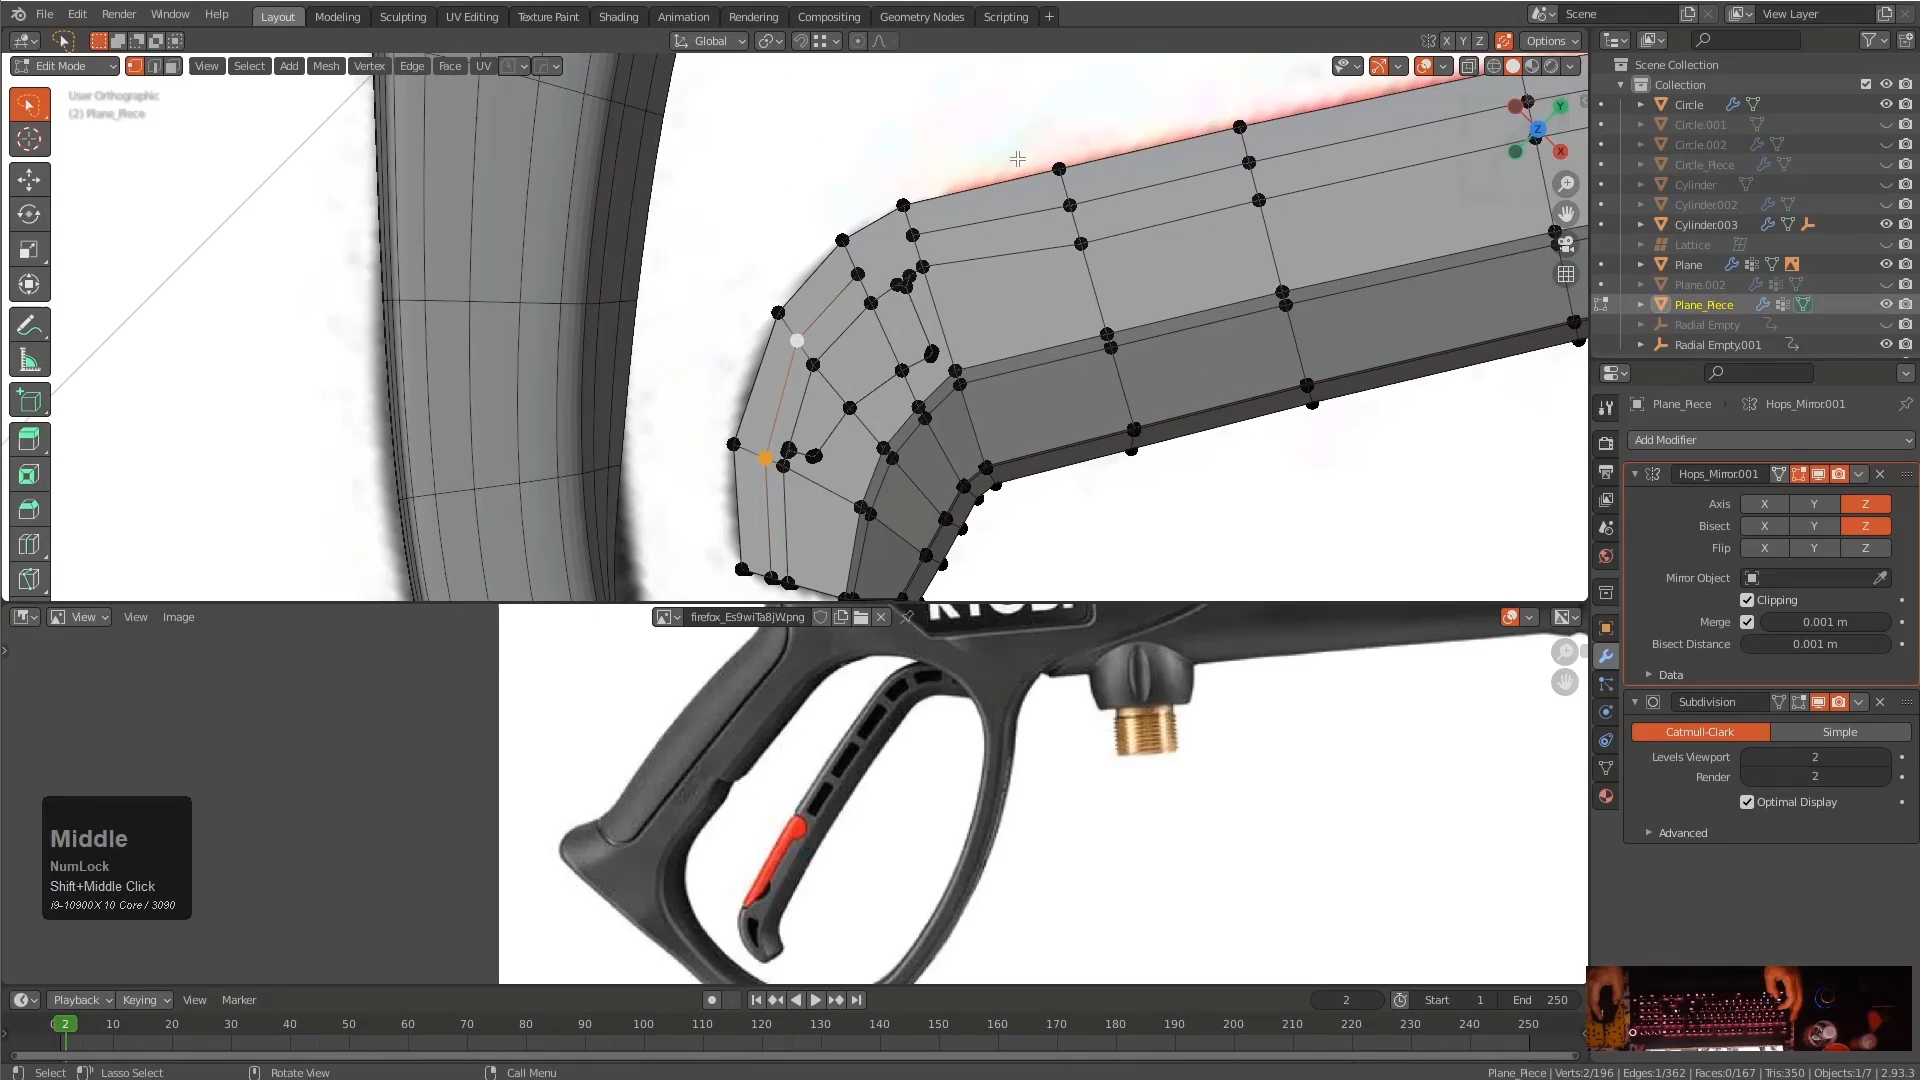 File Edit Render Window Help Layout Modeling Sculpting UV Editing Texture Paint Shading Animation Rendering Compositing Geometry Nodes Scripting + Scene View Layer
Global X Y Z Options
Edit Mode View Select Add Mesh Vertex Edge Face UV
User Orthographic
(2) Plane_Piece
Y
Z
X
Scene Collection
Collection
Circle
Circle.001
Circle.002
Circle_Piece
Cylinder
Cylinder.002
Cylinder.003
Lattice
Plane
Plane.002
Plane_Piece
Radial Empty
Radial Empty.001
Plane_Piece Hops_Mirror.001
Add Modifier
Hops_Mirror.001
Axis X Y Z
Bisect X Y Z
Flip X Y Z
Mirror Object
Clipping
Merge 0.001 m
Bisect Distance 0.001 m
Data
Subdivision
Catmull-Clark Simple
Levels Viewport 2
Render 2
Optimal Display
Advanced
View View Image firefox_Es9wiTa8jW.png
RYOBI
Middle
NumLock
Shift+Middle Click
i9-10900X 10 Core / 3090
Playback Keying View Marker 2 Start 1 End 250
2 10 20 30 40 50 60 70 80 90 100 110 120 130 140 150 160 170 180 190 200 210 220 230 240 250
Select Lasso Select Rotate View Call Menu Plane_Piece | Verts:2/196 | Edges:1/362 | Faces:0/167 | Tris:350 | Objects:1/7 | 2.93.3